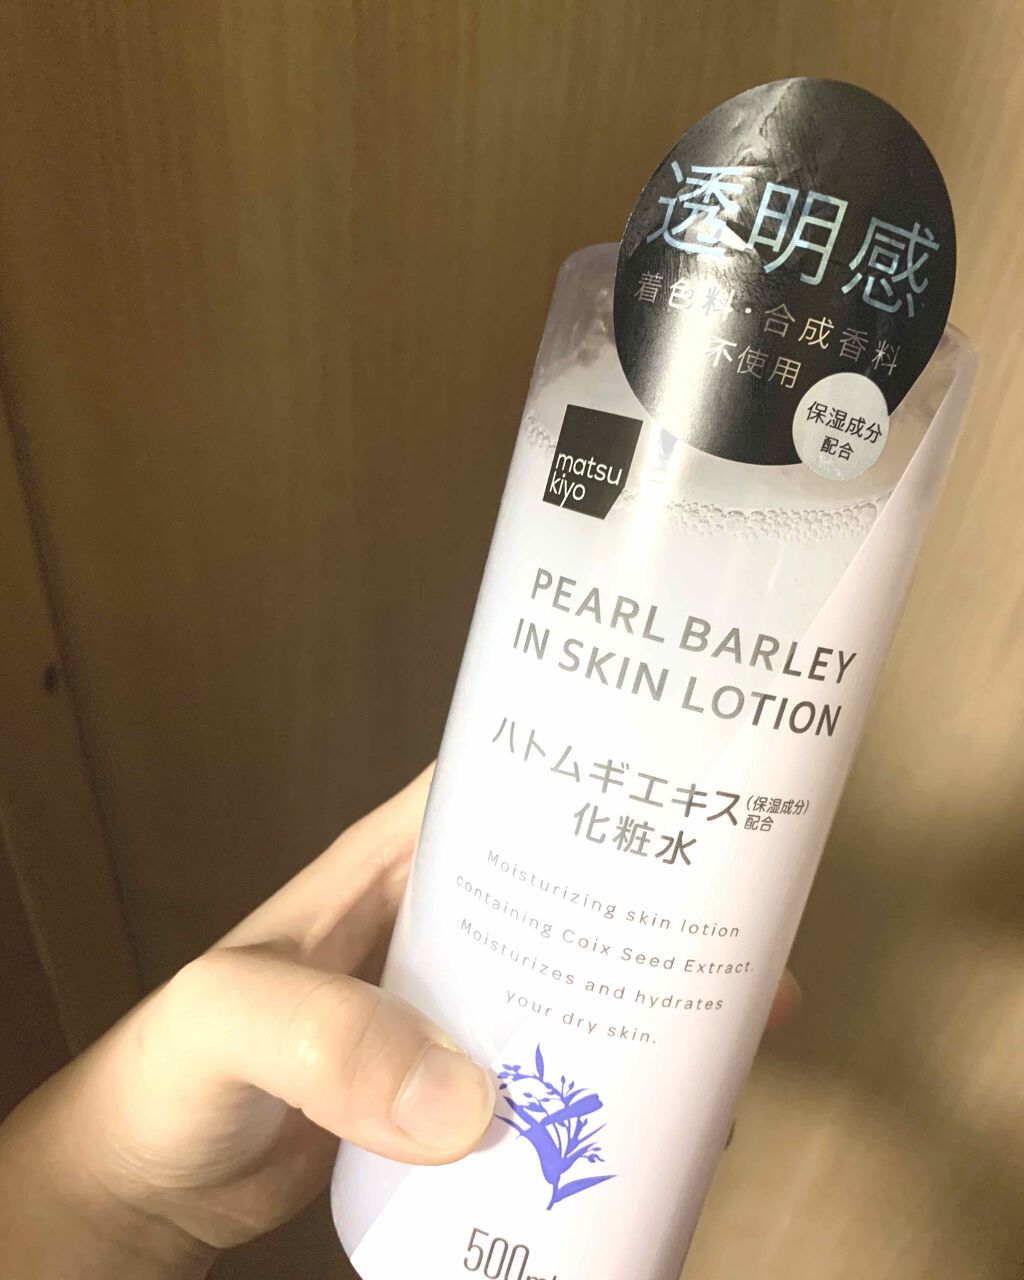 透明感
着色料・合成香料
不使用
保湿成分
配合
matsu
kiyo
PEARL BARLEY
IN SKIN LOTION
ハトムギエキス(保湿成分)
配合
化粧水
Moisturizing skin lotion
containing Coix Seed Extract.
Moisturizes and hydrates
your dry skin.
500ml